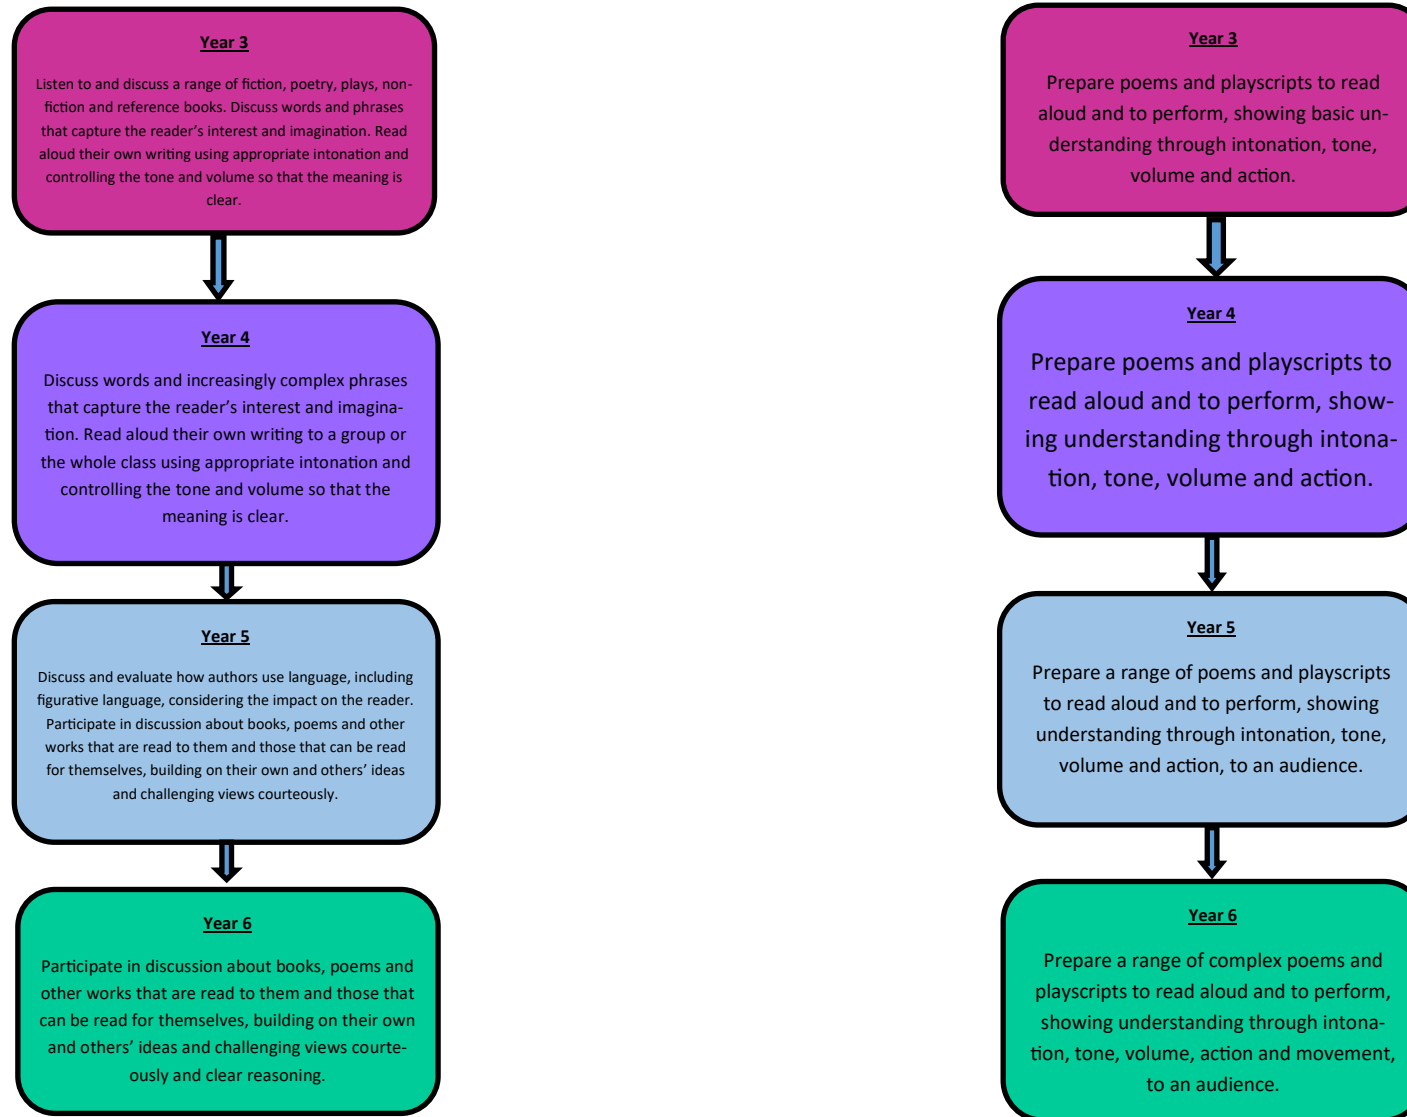 Year 3
Listen to and discuss a range of fiction, poetry, plays, non-
fiction and reference books. Discuss words and phrases
that capture the reader’s interest and imagination. Read
aloud their own writing using appropriate intonation and
controlling the tone and volume so that the meaning is
clear.
Year 4
Discuss words and increasingly complex phrases
that capture the reader’s interest and imagina-
tion. Read aloud their own writing to a group or
the whole class using appropriate intonation and
controlling the tone and volume so that the
meaning is clear.
Year 5
Discuss and evaluate how authors use language, including
figurative language, considering the impact on the reader.
Participate in discussion about books, poems and other
works that are read to them and those that can be read
for themselves, building on their own and others’ ideas
and challenging views courteously.
Year 6
Participate in discussion about books, poems and
other works that are read to them and those that
can be read for themselves, building on their own
and others’ ideas and challenging views courte-
ously and clear reasoning.
Year 3
Prepare poems and playscripts to read
aloud and to perform, showing basic un-
derstanding through intonation, tone,
volume and action.
Year 4
Prepare poems and playscripts to
read aloud and to perform, show-
ing understanding through intona-
tion, tone, volume and action.
Year 5
Prepare a range of poems and playscripts
to read aloud and to perform, showing
understanding through intonation, tone,
volume and action, to an audience.
Year 6
Prepare a range of complex poems and
playscripts to read aloud and to perform,
showing understanding through intona-
tion, tone, volume, action and movement,
to an audience.